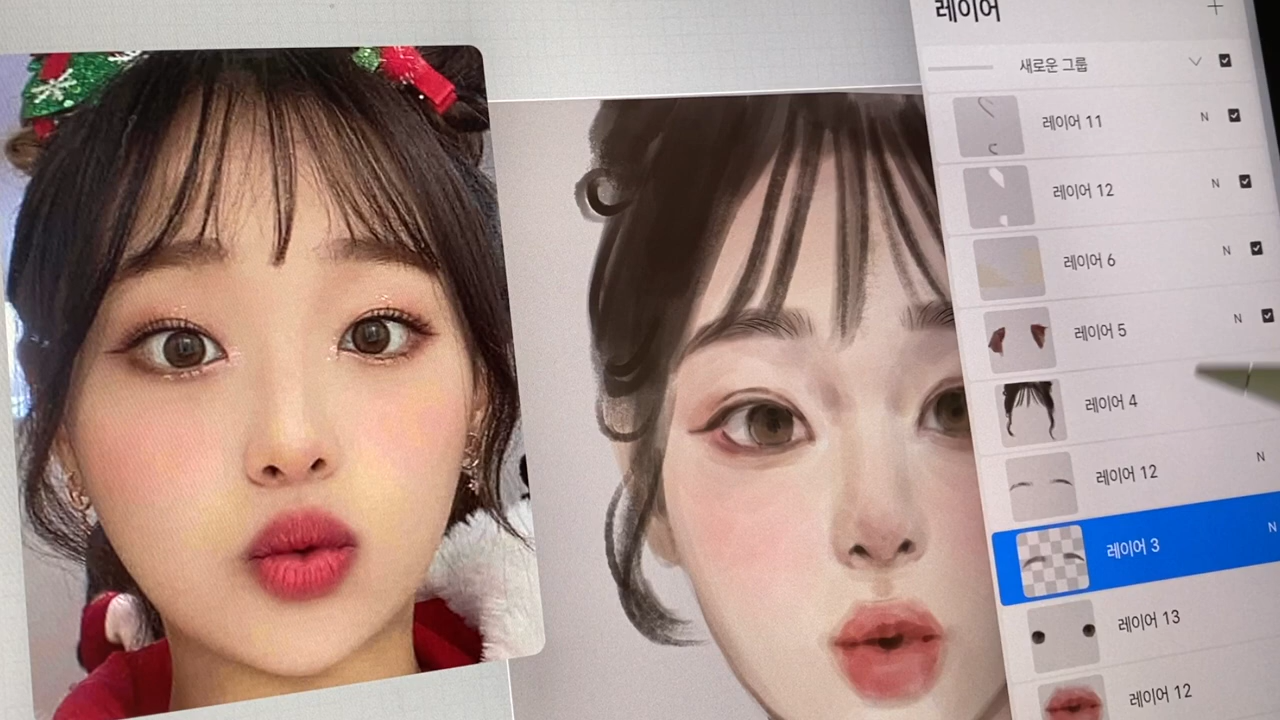 레이어
새로운 그룹
레이어 11 N
레이어 12 N
레이어 6 N
레이어 5 N
레이어 4
레이어 12 N
레이어 3 N
레이어 13
레이어 12